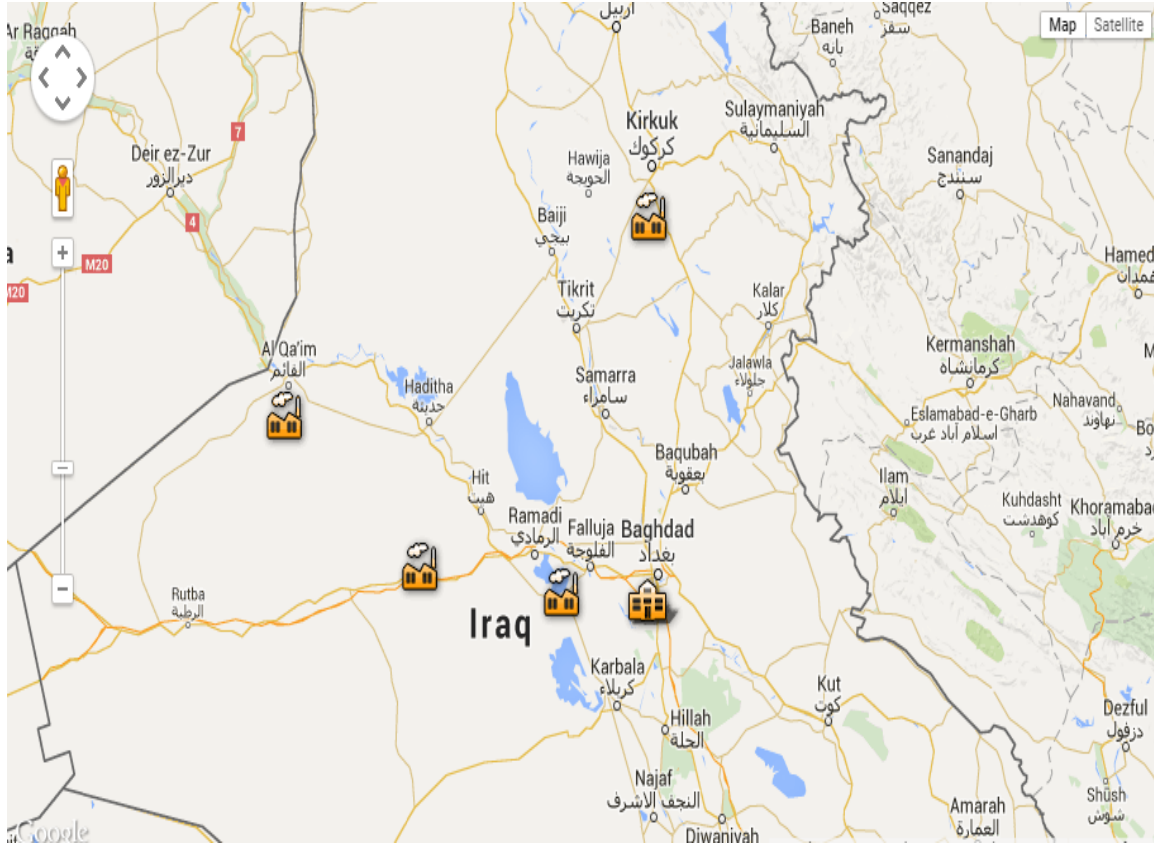 Saqqez
سقز
Ar Raqqah
اربيل
Baneh
بانه
Map
Satellite
Sulaymaniyah
السليمانية
Kirkuk
كركوك
7
Deir ez-Zur
ديرالزور
Hawija
الحويجة
Sanandaj
سنندج
4
Baiji
بيجي
M20
Hamed
همدان
M20
Tikrit
تكريت
Kalar
كلار
Al Qa'im
القائم
Kermanshah
کرمانشاه
Haditha
حديثة
Samarra
سامراء
Jalawla
جلولاء
Nahavand
نهاوند
Eslamabad-e-Gharb
اسلام آباد غرب
Baqubah
بعقوبة
Hit
هيت
Ilam
ايلام
Kuhdasht
کوهدشت
Khoramabad
خرم آباد
Ramadi
الرمادي
Falluja
الفلوجة
Baghdad
بغداد
Rutba
الرطبة
Iraq
Karbala
كربلاء
Kut
كوت
Hillah
الحلة
Dezful
دزفول
Najaf
النجف الاشرف
Shush
شوش
Amarah
العمارة
Diwaniyah
Google